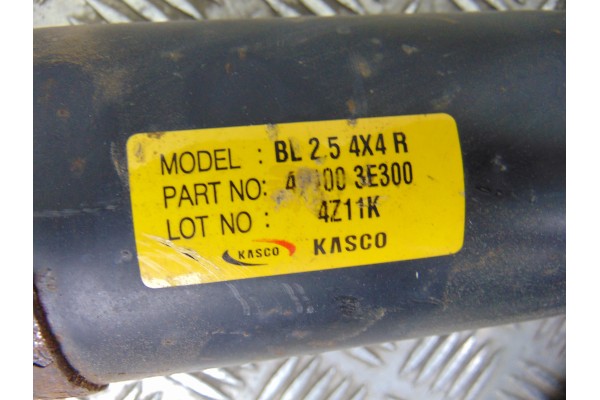 MODEL : BL 2.5 4X4 R
PART NO: 3E300
LOT NO : 4Z11K
KASCO KASCO